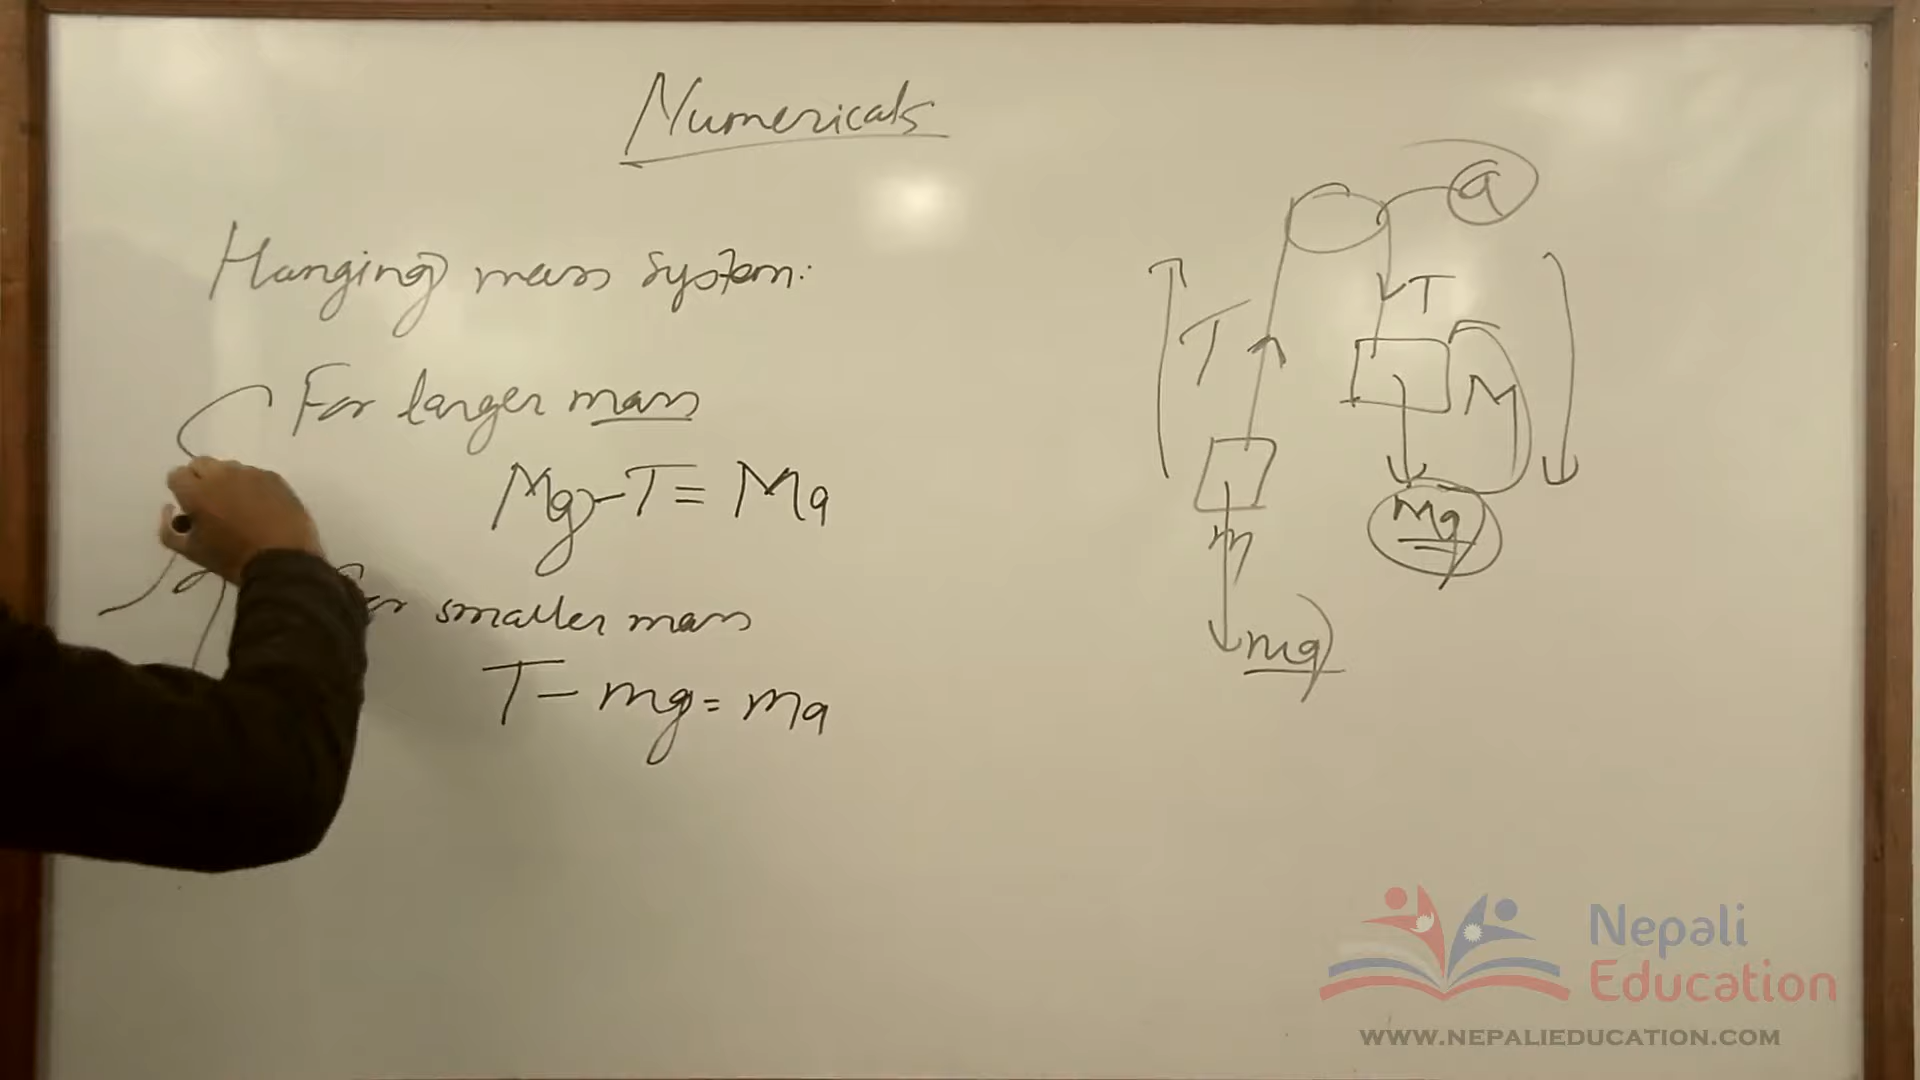 Numericals
Hanging mass system:
For larger mass
Mg-T=Ma
For smaller mass
T-mg=ma
a
T
T
M
Mg
m
mg
Nepali
Education
WWW.NEPALIEDUCATION.COM